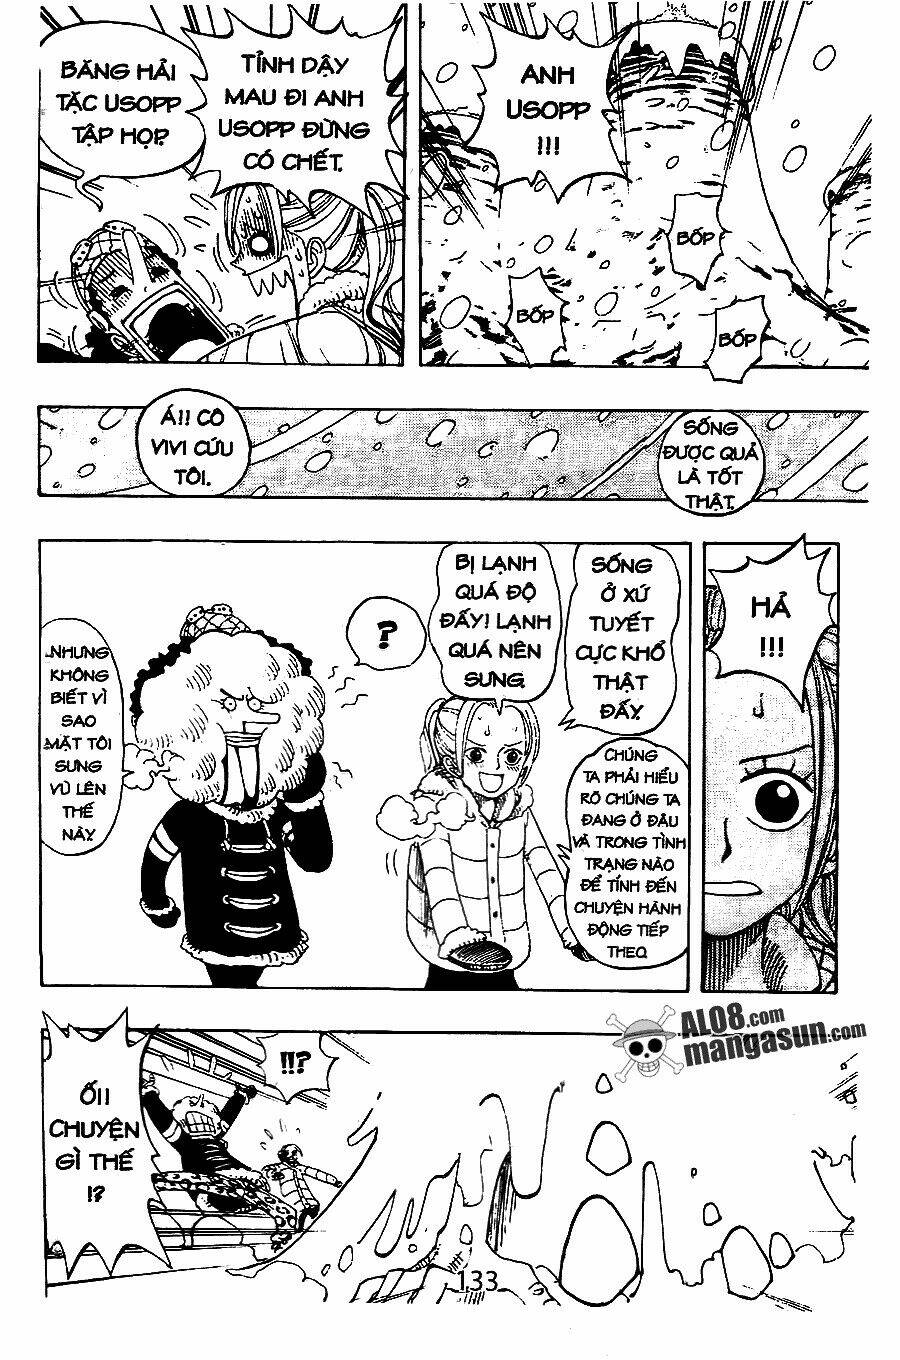 ANH
USOPP
!!!
BỐP
BỐP
BỐP
TỈNH DẬY
MAU ĐI ANH
USOPP ĐỪNG
CÓ CHẾT.
BĂNG HẢI
TẶC USOPP
TẬP HỌP.
SỐNG
ĐƯỢC QUẢ
LÀ TỐT
THẬT.
Á!! CÔ
VIVI CỨU
TÔI.
HẢ
!!!
SỐNG
Ở XỨ
TUYẾT
CỰC KHỔ
THẬT
ĐẤY.
BỊ LẠNH
QUÁ ĐỘ
ĐẤY! LẠNH
QUÁ NÊN
SƯNG.
CHÚNG
TA PHẢI HIỂU
RÕ CHÚNG TA
ĐANG Ở ĐÂU
VÀ TRONG TÌNH
TRẠNG NÀO
ĐỂ TÍNH ĐẾN
CHUYỆN HÀNH
ĐỘNG TIẾP
THEO.
?
...NHƯNG
KHÔNG
BIẾT VÌ
SAO
MẶT TÔI
SƯNG
VÙ LÊN
THẾ
NÀY.
AL08.com
mangasun.com
!!?
ỐI!
CHUYỆN
GÌ THẾ
!?
133